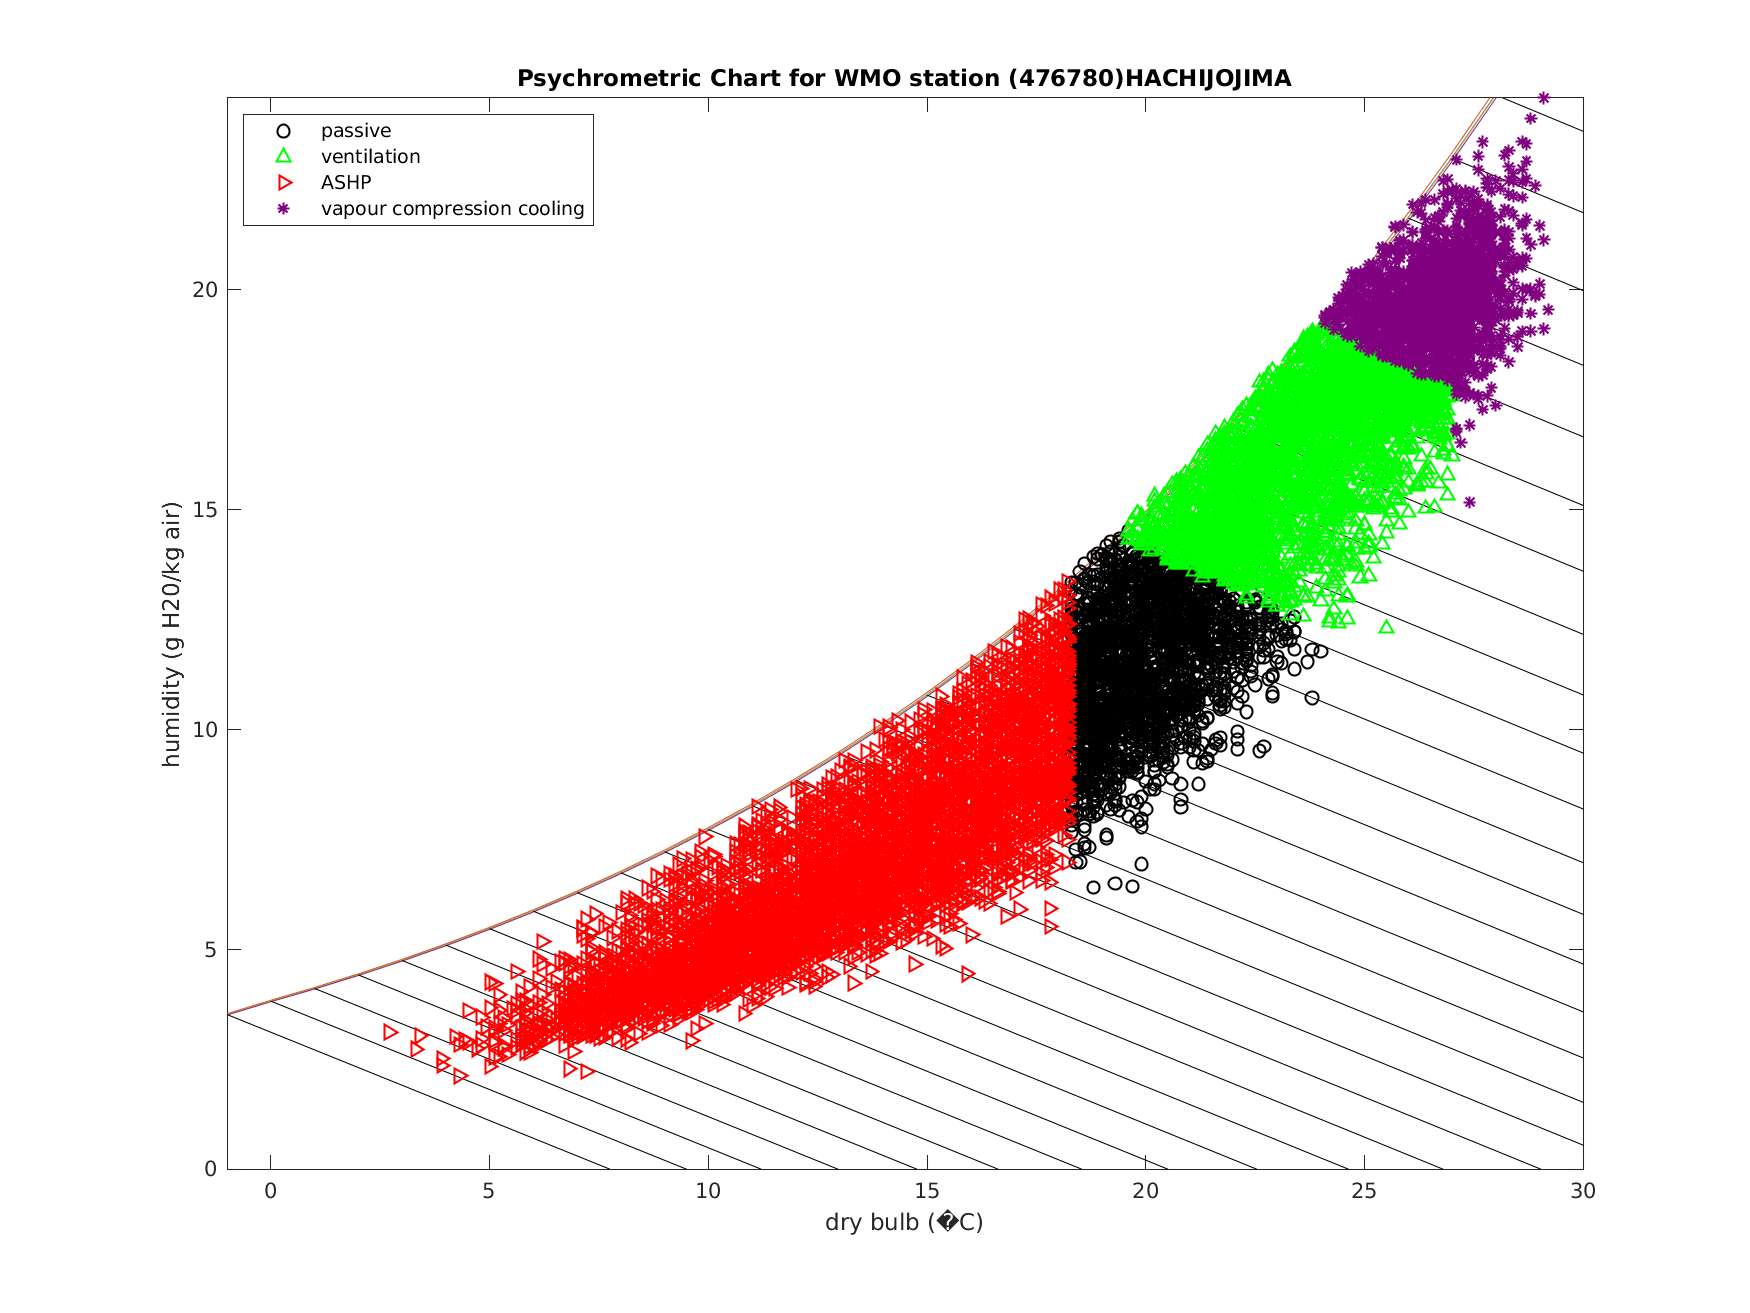 Psychrometric Chart for WMO station (476780)HACHIJOJIMA
passive
ventilation
ASHP
vapour compression cooling
humidity (g H20/kg air)
20
15
10
5
0
0 5 10 15 20 25 30
dry bulb (�C)